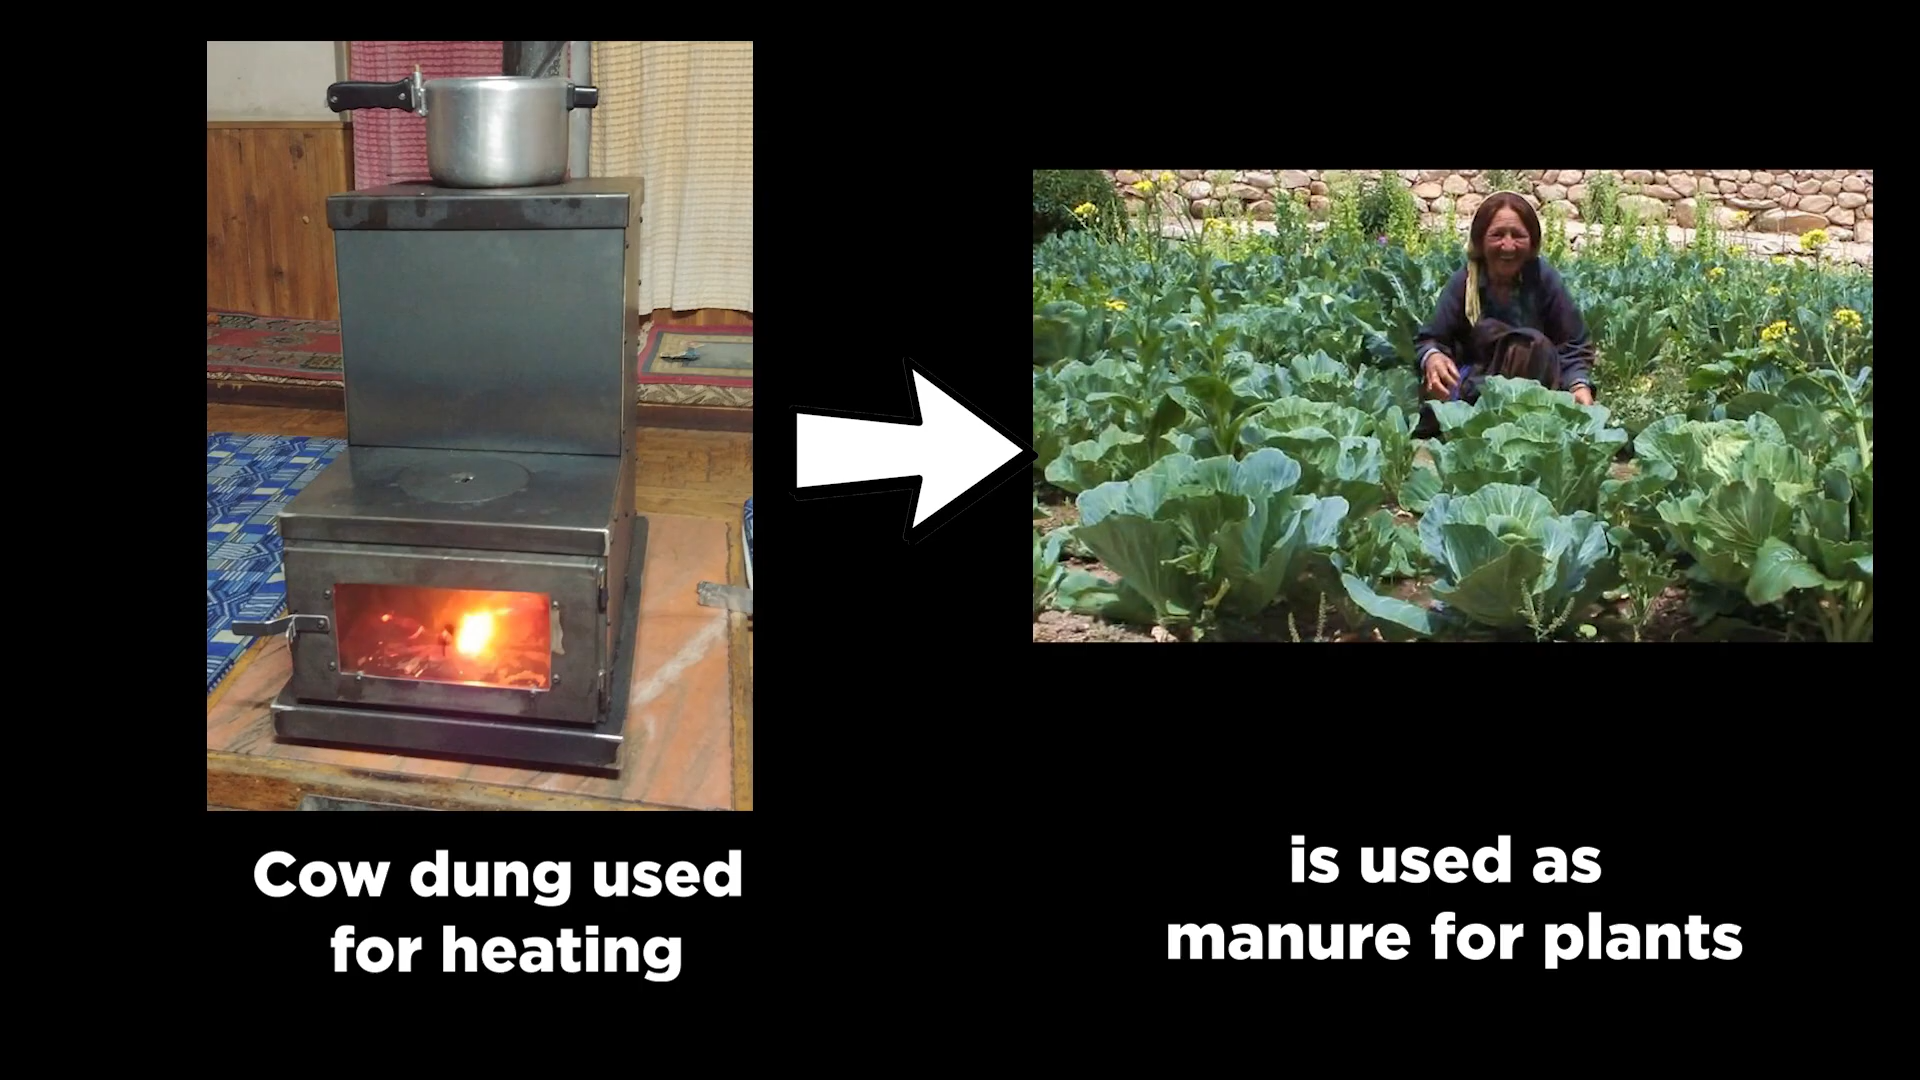 Cow dung used
for heating
is used as
manure for plants